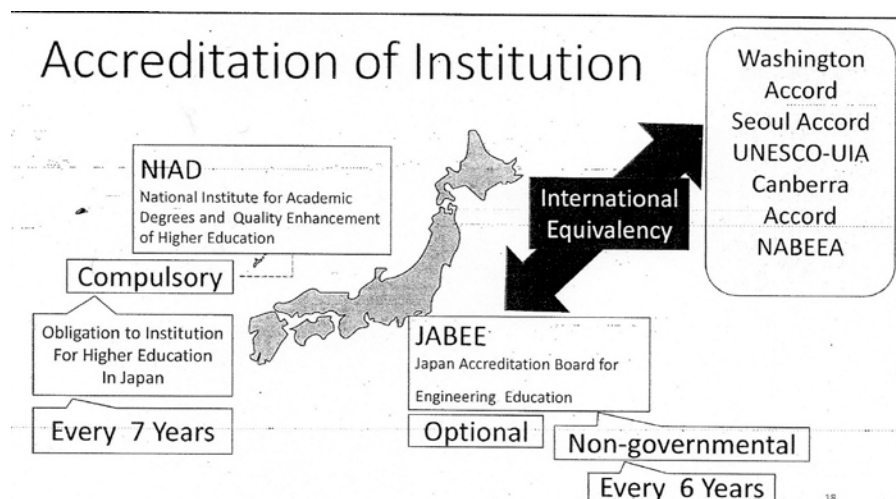 Accreditation of Institution
NIAD
National Institute for Academic
Degrees and Quality Enhancement
of Higher Education
Compulsory
Obligation to Institution
For Higher Education
In Japan
Every 7 Years
International
Equivalency
Washington
Accord
Seoul Accord
UNESCO-UIA
Canberra
Accord
NABEEA
JABEE
Japan Accreditation Board for
Engineering Education
Optional
Non-governmental
Every 6 Years
18